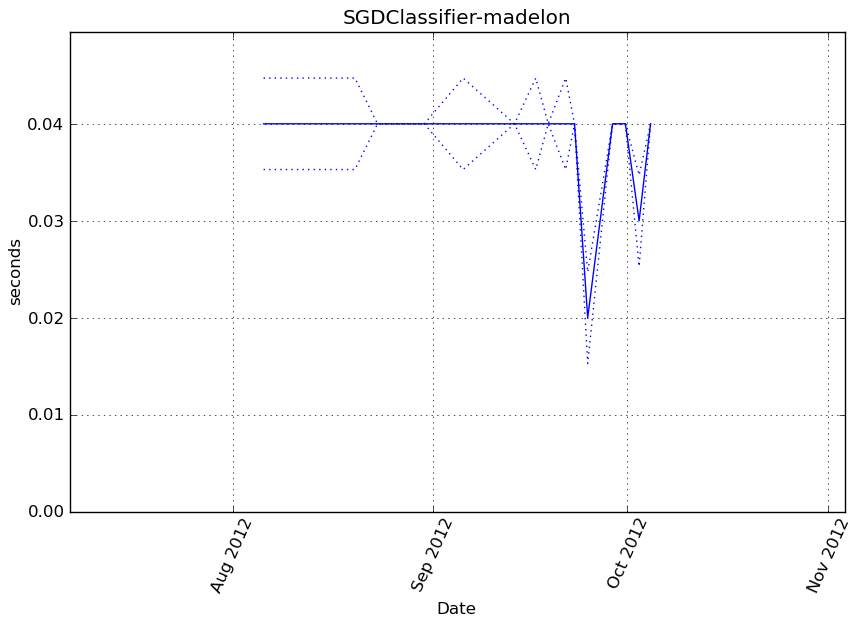 SGDClassifier-madelon
0.04
0.03
0.02
0.01
0.00
seconds
Aug 2012
Sep 2012
Oct 2012
Nov 2012
Date